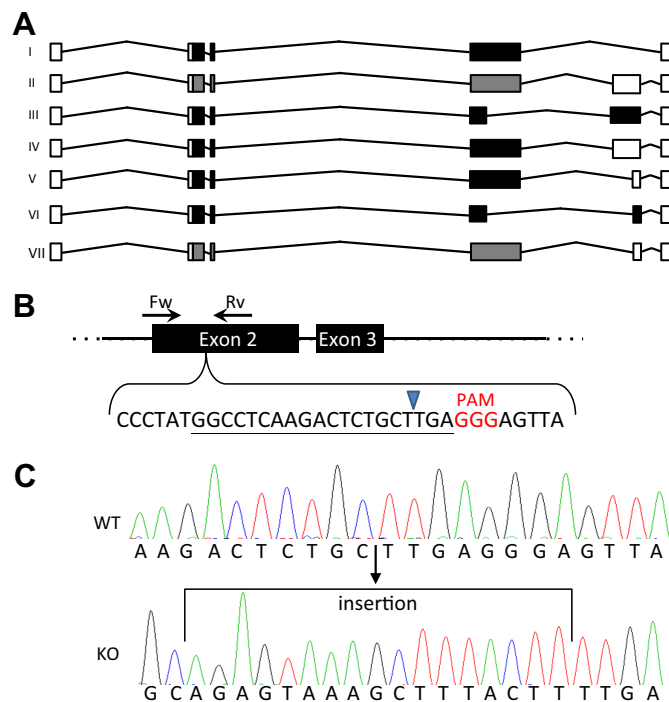 A
I
II
III
IV
V
VI
VII
B
Fw Rv
Exon 2 Exon 3
PAM
CCCTATGGCCTCAAGACTCTGCTTGAGGGAGTTA
C
WT
A A G A C T C T G C T T G A G G G A G T T A
insertion
KO
G C A G A G T A A A G C T T T A C T T T T G A